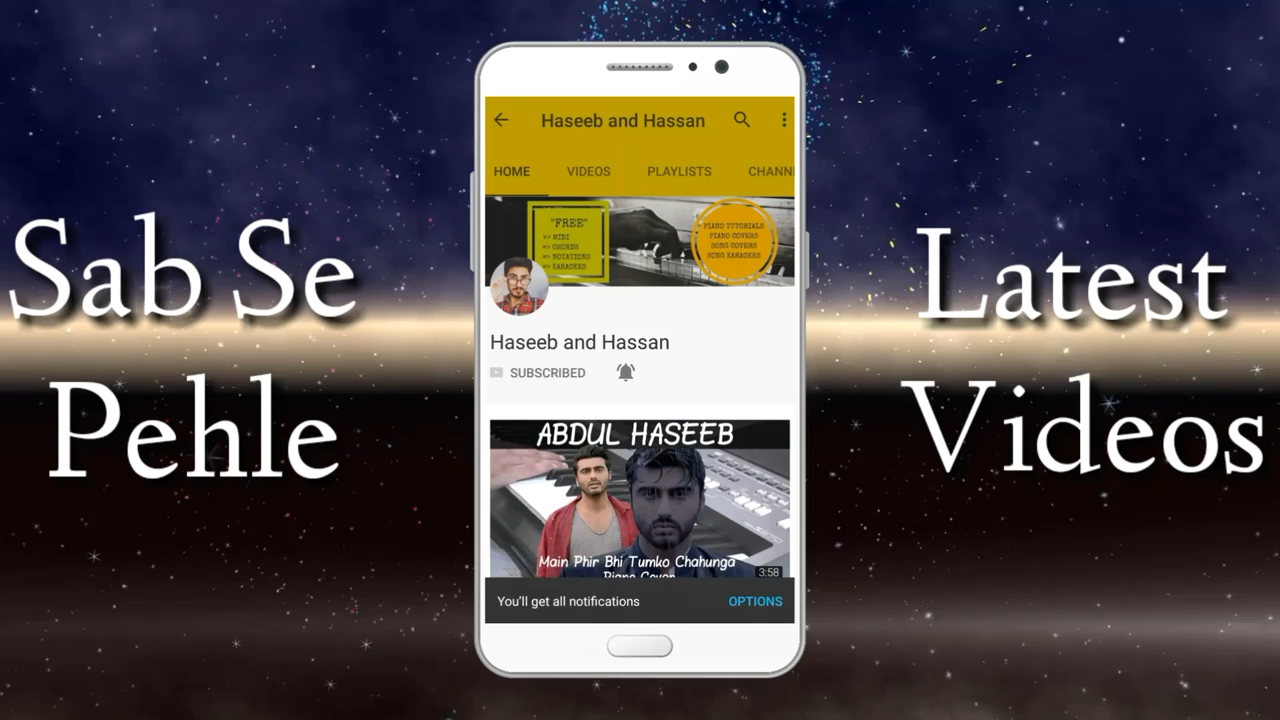 Sab Se
Pehle
Haseeb and Hassan
HOME VIDEOS PLAYLISTS CHANN
"FREE"
=> MIDI
=> CHORDS
=> NOTATIONS
=> KARAOKES
PIANO TUTORIALS
PIANO COVERS
SONG COVERS
SONG KARAOKES
Haseeb and Hassan
SUBSCRIBED
ABDUL HASEEB
Main Phir Bhi Tumko Chahunga
Piano Cover
3:58
You'll get all notifications OPTIONS
Latest
Videos